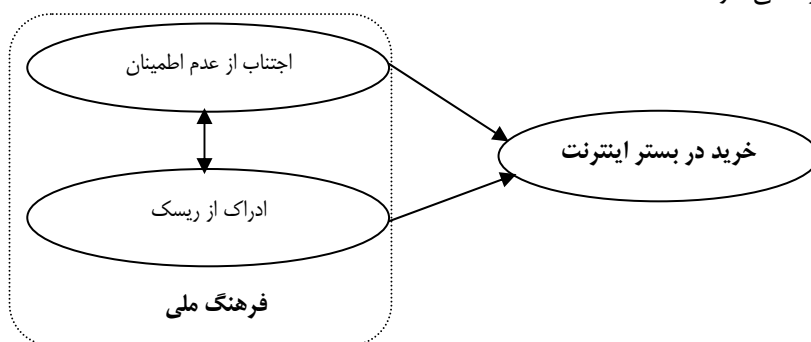 اجتناب از عدم اطمینان
خرید در بستر اینترنت
ادراک از ریسک
فرهنگ ملی